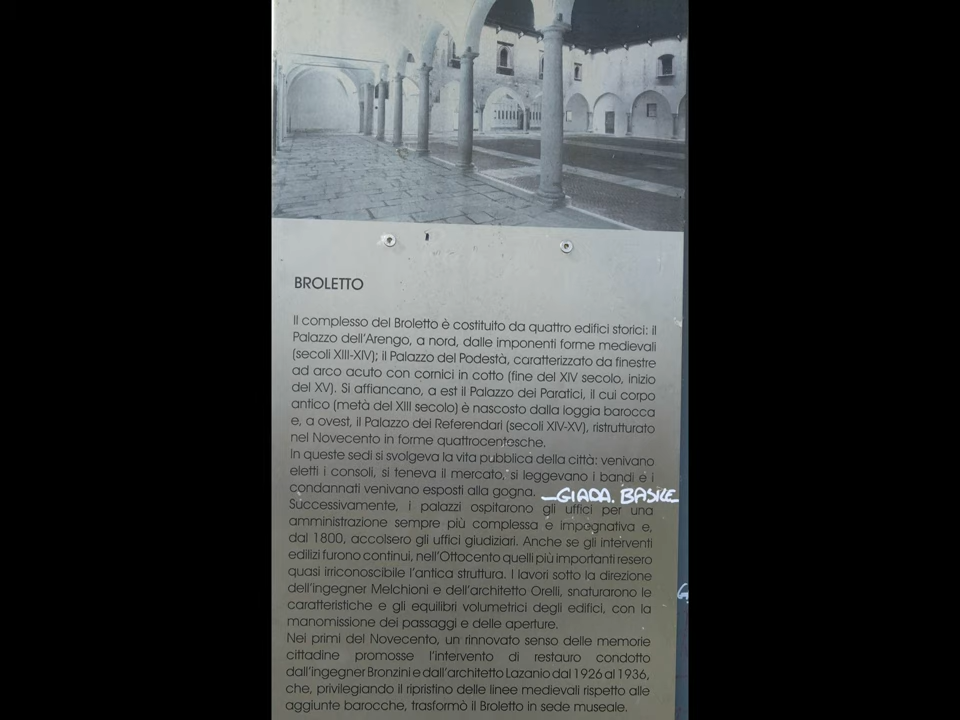 BROLETTO
Il complesso del Broletto è costituito da quattro edifici storici: il
Palazzo dell'Arengo, a nord, dalle imponenti forme medievali
(secoli XIII-XIV); il Palazzo del Podestà, caratterizzato da finestre
ad arco acuto con cornici in cotto (fine del XIV secolo, inizio
del XV). Si affiancano, a est il Palazzo dei Paratici, il cui corpo
antico (metà del XIII secolo) è nascosto dalla loggia barocca
e, a ovest, il Palazzo dei Referendari (secoli XIV-XV), ristrutturato
nel Novecento in forme quattrocentesche.
In queste sedi si svolgeva la vita pubblica della città: venivano
eletti i consoli, si teneva il mercato, si leggevano i bandi e i
condannati venivano esposti alla gogna. —GIADA. BASILE
Successivamente, i palazzi ospitarono gli uffici per una
amministrazione sempre più complessa e impegnativa e,
dal 1800, accolsero gli uffici giudiziari. Anche se gli interventi
edilizi furono continui, nell'Ottocento quelli più importanti resero
quasi irriconoscibile l'antica struttura. I lavori sotto la direzione
dell'ingegner Melchioni e dell'architetto Orelli, snaturarono le
caratteristiche e gli equilibri volumetrici degli edifici, con la
manomissione dei passaggi e delle aperture.
Nei primi del Novecento, un rinnovato senso delle memorie
cittadine promosse l'intervento di restauro condotto
dall'ingegner Bronzini e dall'architetto Lazanio dal 1926 al 1936,
che, privilegiando il ripristino delle linee medievali rispetto alle
aggiunte barocche, trasformò il Broletto in sede museale.